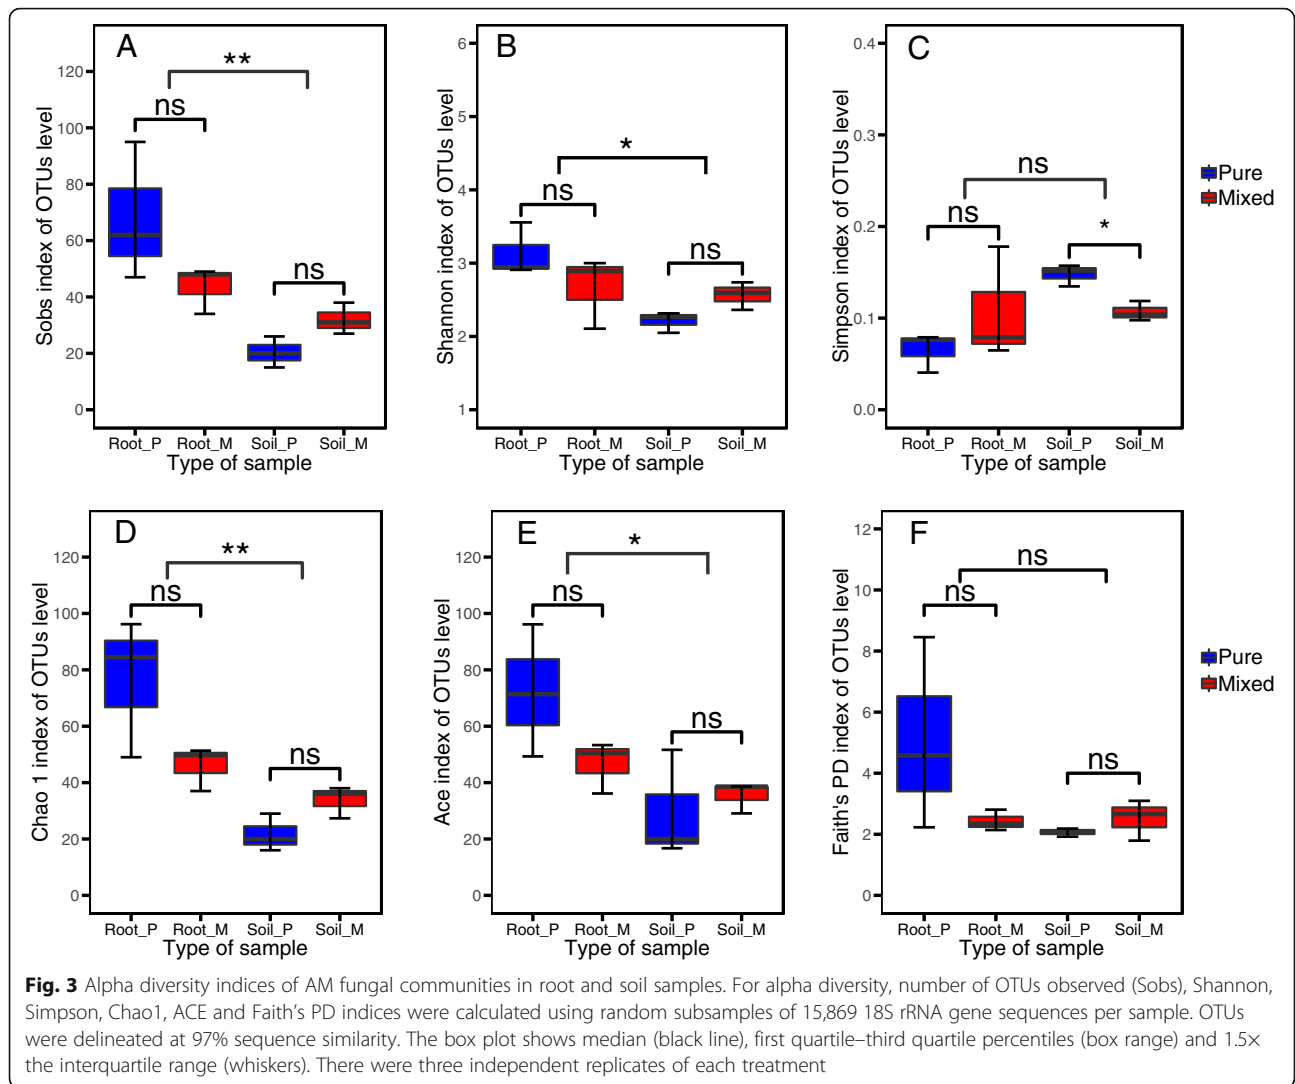 A
**
ns
ns
Sobs index of OTUs level
120
100
80
60
40
20
0
Root_P Root_M Soil_P Soil_M
Type of sample
B
*
ns
ns
Shannon index of OTUs level
6
5
4
3
2
1
Root_P Root_M Soil_P Soil_M
Type of sample
C
ns
ns
*
Simpson index of OTUs level
0.4
0.3
0.2
0.1
0.0
Root_P Root_M Soil_P Soil_M
Type of sample
Pure
Mixed
D
**
ns
ns
Chao 1 index of OTUs level
120
100
80
60
40
20
0
Root_P Root_M Soil_P Soil_M
Type of sample
E
*
ns
ns
Ace index of OTUs level
120
100
80
60
40
20
0
Root_P Root_M Soil_P Soil_M
Type of sample
F
ns
ns
ns
Faith's PD index of OTUs level
12
10
8
6
4
2
0
Root_P Root_M Soil_P Soil_M
Type of sample
Pure
Mixed
Fig. 3 Alpha diversity indices of AM fungal communities in root and soil samples. For alpha diversity, number of OTUs observed (Sobs), Shannon,
Simpson, Chao1, ACE and Faith's PD indices were calculated using random subsamples of 15,869 18S rRNA gene sequences per sample. OTUs
were delineated at 97% sequence similarity. The box plot shows median (black line), first quartile–third quartile percentiles (box range) and 1.5×
the interquartile range (whiskers). There were three independent replicates of each treatment